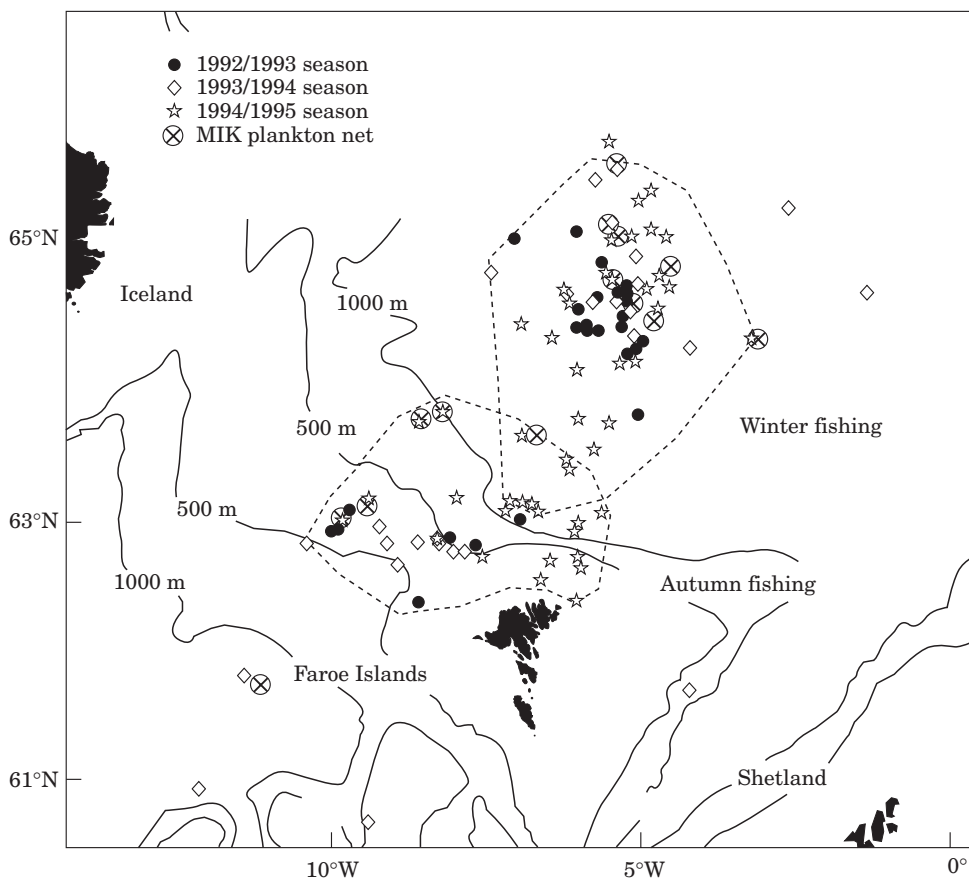 1992/1993 season
1993/1994 season
1994/1995 season
MIK plankton net
65°N
Iceland
1000 m
500 m
Winter fishing
500 m
63°N
1000 m
Autumn fishing
Faroe Islands
61°N
Shetland
10°W
5°W
0°